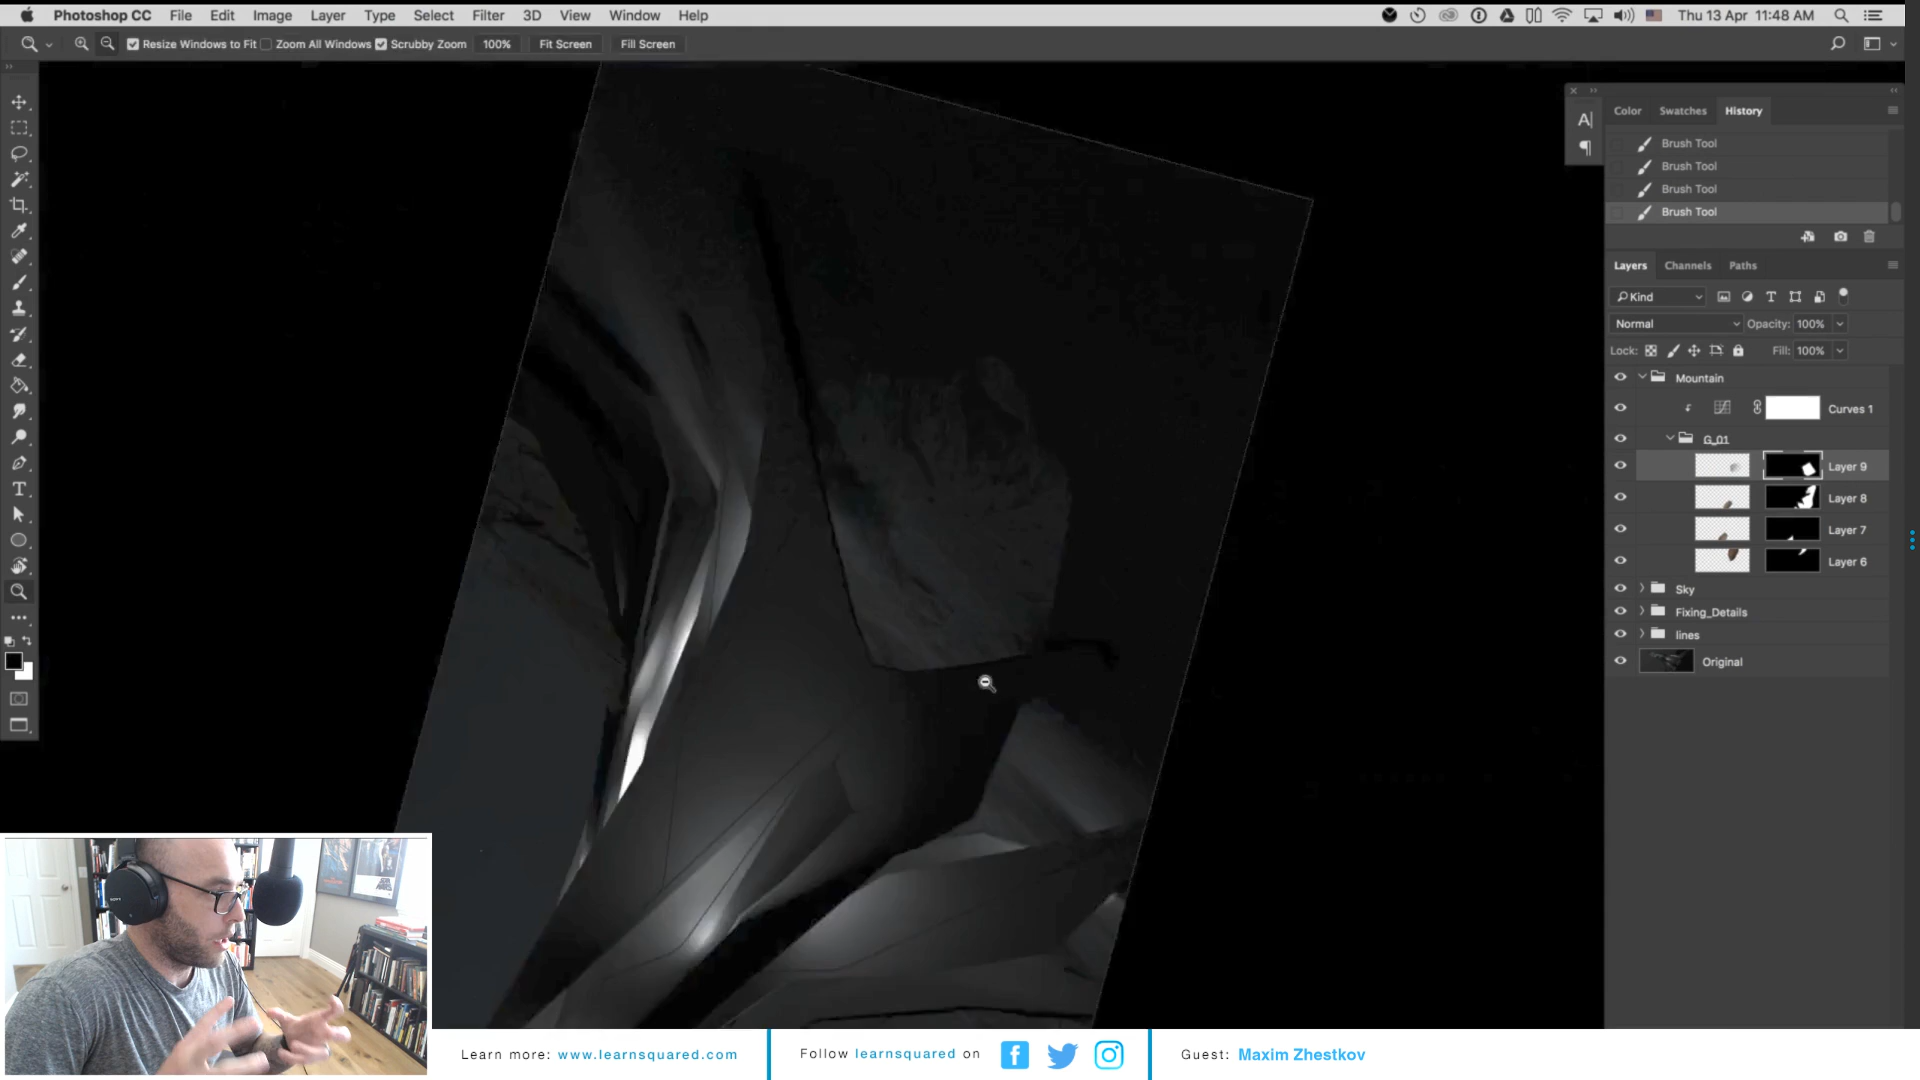 Photoshop CC File Edit Image Layer Type Select Filter 3D View Window Help Thu 13 Apr 11:48 AM
Resize Windows to Fit Zoom All Windows Scrubby Zoom 100% Fit Screen Fill Screen
Color Swatches History
Brush Tool
Brush Tool
Brush Tool
Brush Tool
Layers Channels Paths
Kind
Normal Opacity: 100%
Lock: Fill: 100%
Mountain
Curves 1
G_01
Layer 9
Layer 8
Layer 7
Layer 6
Sky
Fixing_Details
lines
Original
Learn more: www.learnsquared.com
Follow learnsquared on
Guest: Maxim Zhestkov